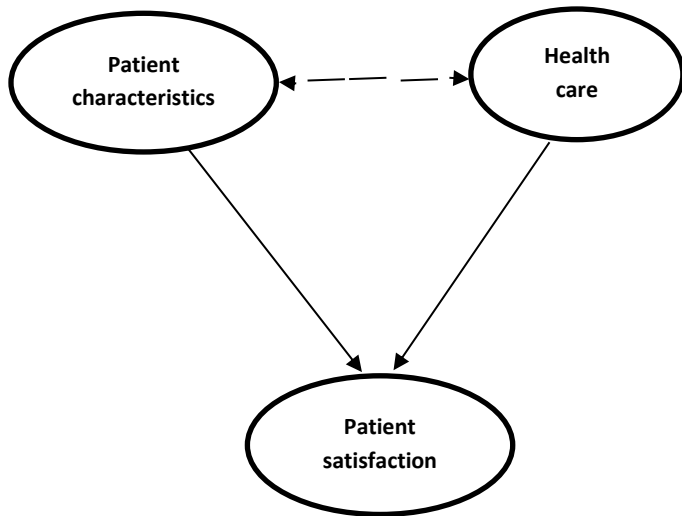 Patient
characteristics
Health
care
Patient
satisfaction